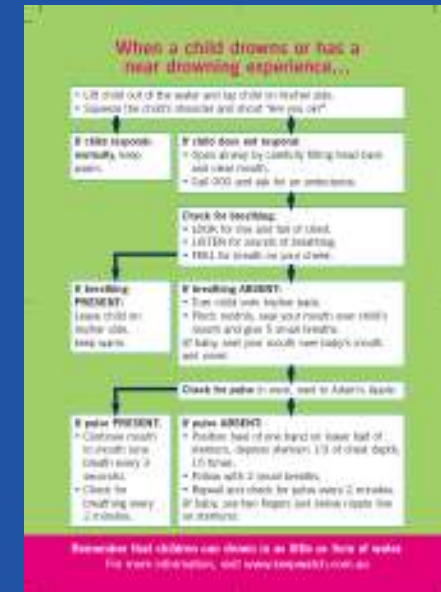 When a child drowns or has a
near drowning experience...
• Lift child out of the water and lay child on his/her side.
• Squeeze the child's shoulder and shout "Are you ok?"
If child responds
normally, keep
warm.
If child does not respond:
• Open airway by carefully tilting head back
and clear mouth.
• Call 000 and ask for an ambulance.
Check for breathing:
• LOOK for rise and fall of chest.
• LISTEN for sounds of breathing.
• FEEL for breath on your cheek.
If breathing
PRESENT:
Leave child on
his/her side,
keep warm.
If breathing ABSENT:
• Turn child onto his/her back.
• Pinch nostrils, seal your mouth over child's
mouth and give 5 small breaths.
(If baby, seal your mouth over baby's mouth
and nose)
Check for pulse in neck, next to Adam's Apple.
If pulse PRESENT:
• Continue mouth
to mouth (one
breath every 3
seconds).
• Check for
breathing every
2 minutes.
If pulse ABSENT:
• Position heel of one hand on lower half of
sternum, depress sternum 1/3 of chest depth,
15 times.
• Follow with 2 small breaths.
• Repeat and check for pulse every 2 minutes.
(If baby, use two fingers just below nipple line
on sternum)
Remember that children can drown in as little as 5cm of water
For more information, visit www.kidswatch.com.au